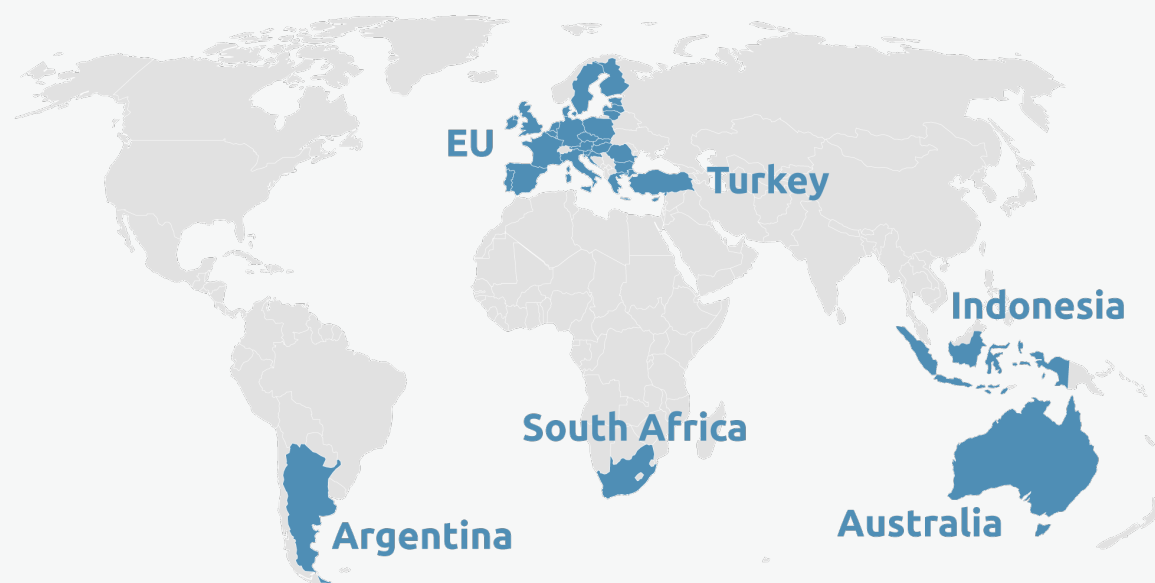 EU
Turkey
Indonesia
South Africa
Australia
Argentina